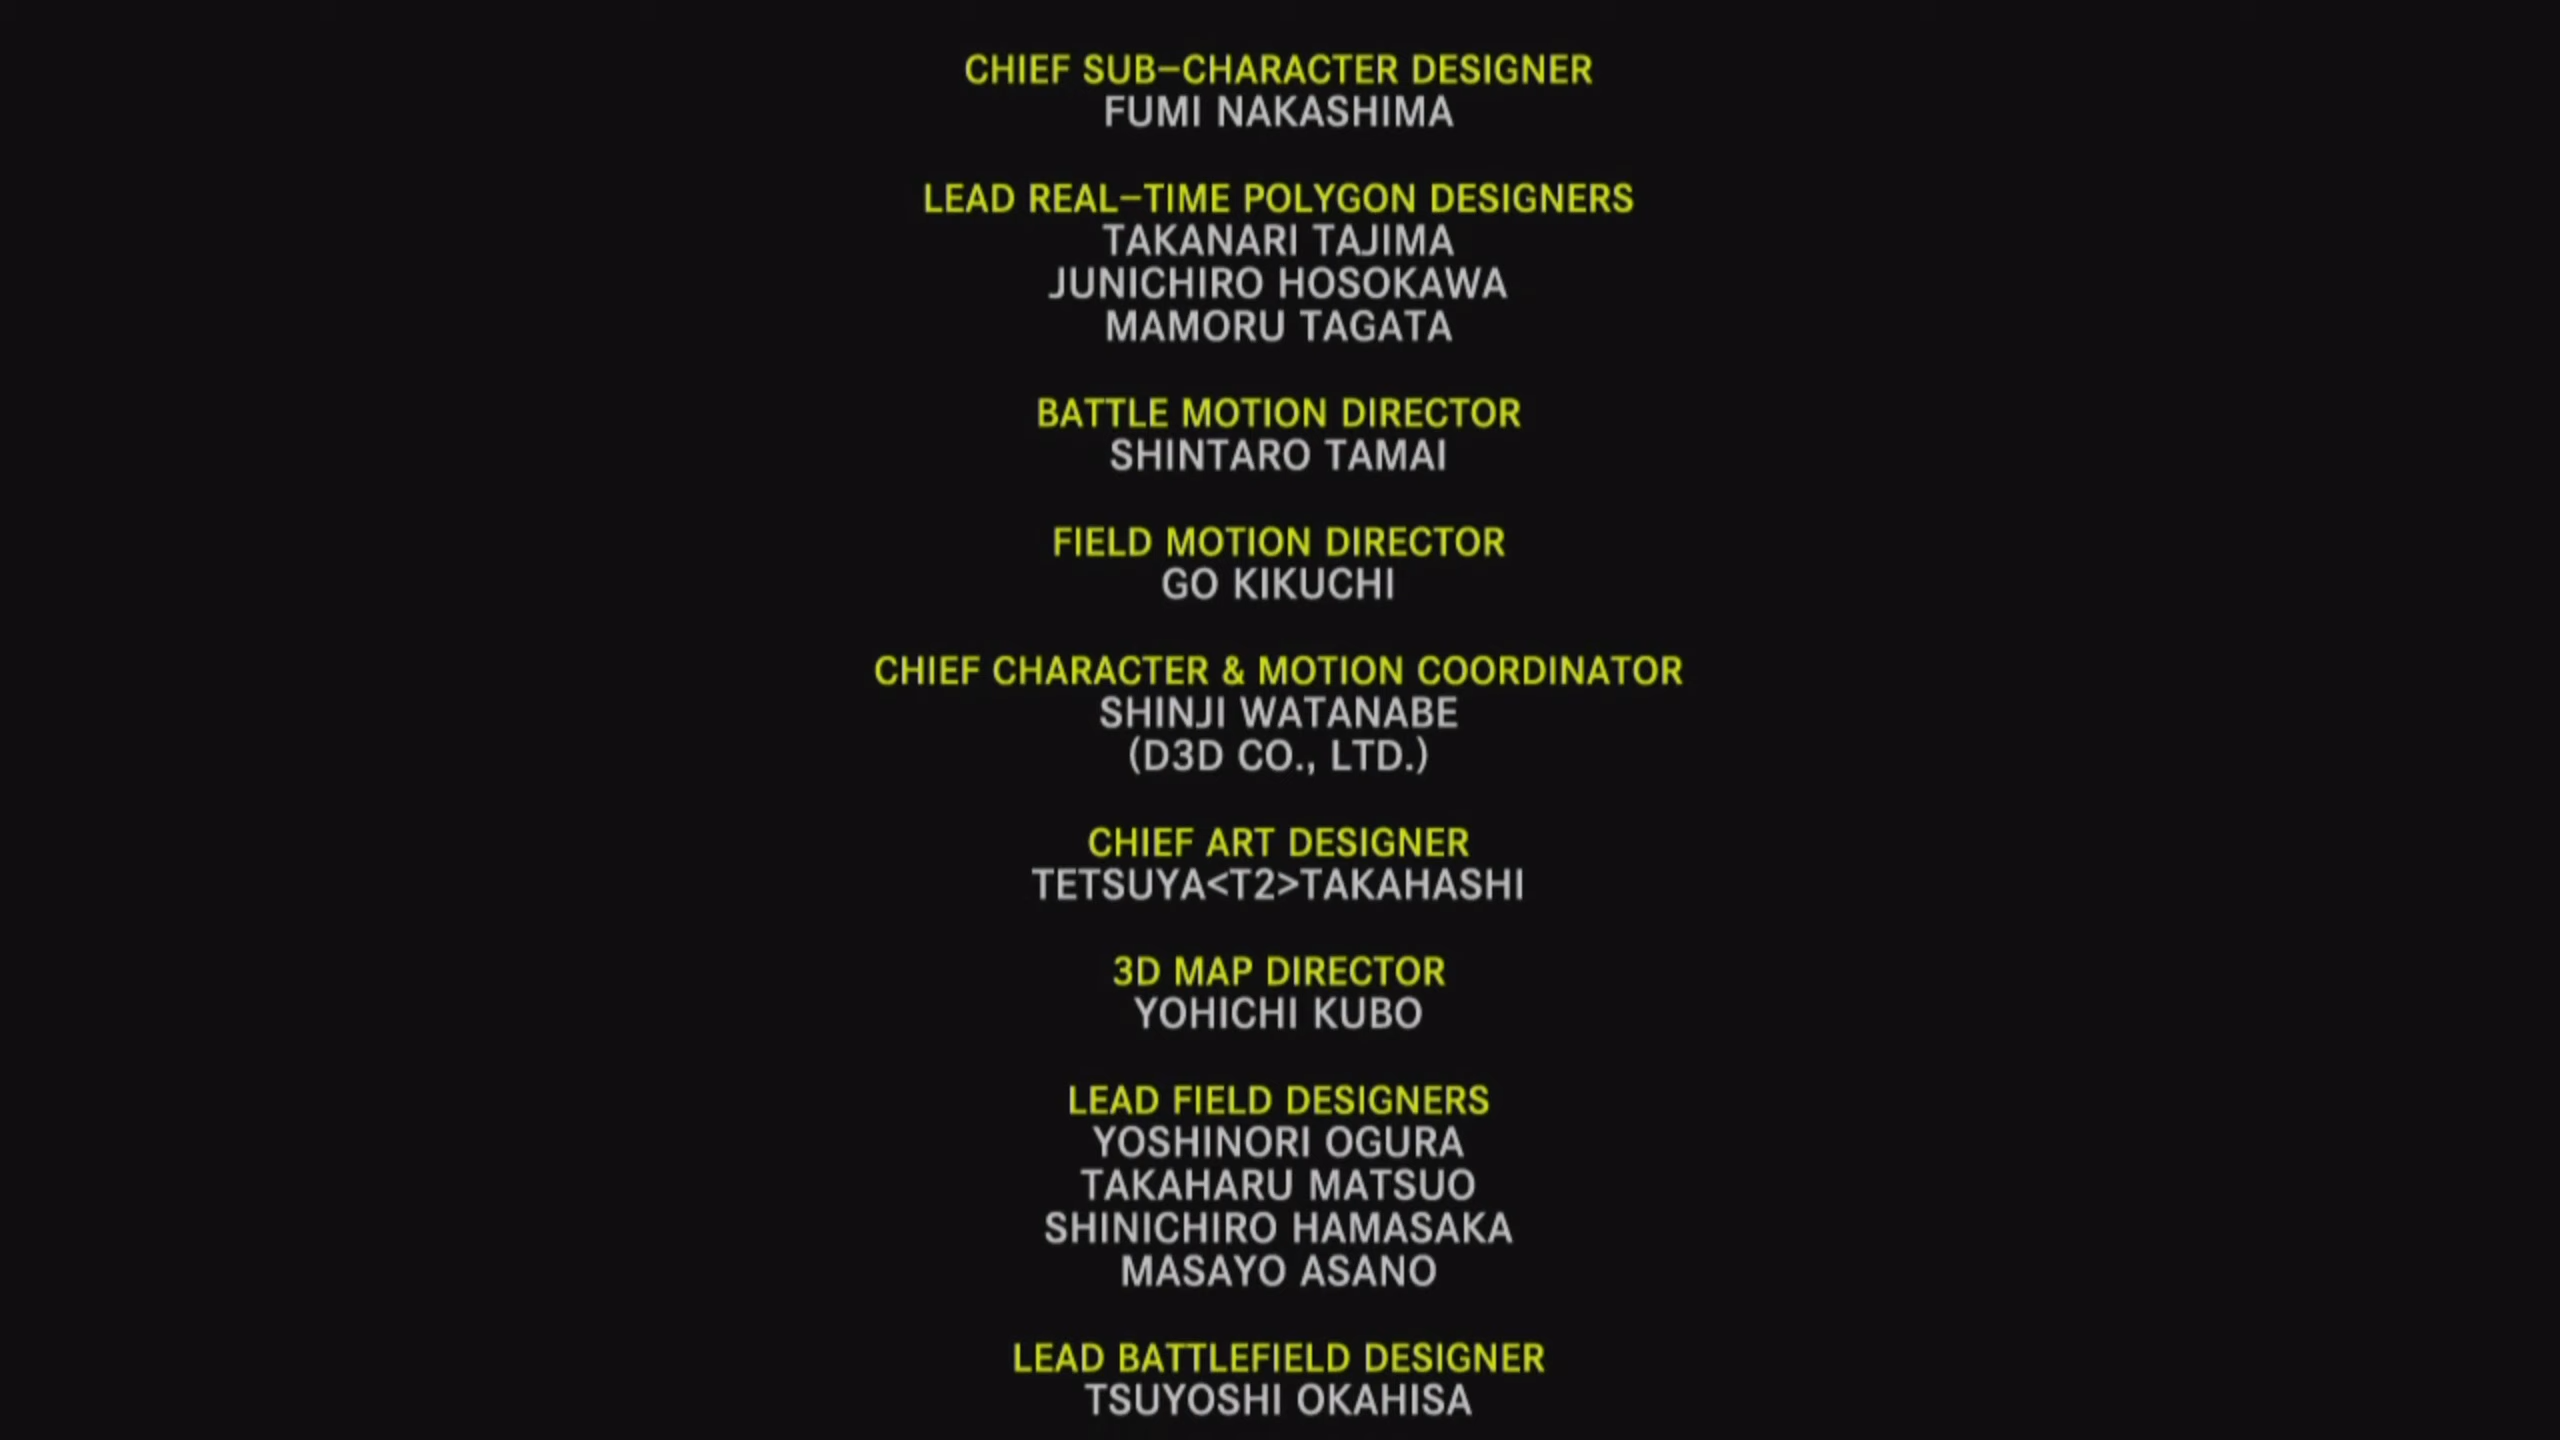 CHIEF SUB-CHARACTER DESIGNER
FUMI NAKASHIMA
LEAD REAL-TIME POLYGON DESIGNERS
TAKANARI TAJIMA
JUNICHIRO HOSOKAWA
MAMORU TAGATA
BATTLE MOTION DIRECTOR
SHINTARO TAMAI
FIELD MOTION DIRECTOR
GO KIKUCHI
CHIEF CHARACTER & MOTION COORDINATOR
SHINJI WATANABE
(D3D CO., LTD.)
CHIEF ART DESIGNER
TETSUYA<T2>TAKAHASHI
3D MAP DIRECTOR
YOHICHI KUBO
LEAD FIELD DESIGNERS
YOSHINORI OGURA
TAKAHARU MATSUO
SHINICHIRO HAMASAKA
MASAYO ASANO
LEAD BATTLEFIELD DESIGNER
TSUYOSHI OKAHISA